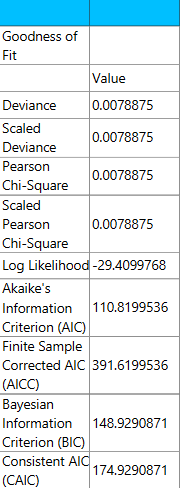 Goodness of
Fit
Value
Deviance 0.0078875
Scaled
Deviance 0.0078875
Pearson
Chi-Square 0.0078875
Scaled
Pearson
Chi-Square 0.0078875
Log Likelihood -29.4099768
Akaike's
Information
Criterion (AIC) 110.8199536
Finite Sample
Corrected AIC
(AICC) 391.6199536
Bayesian
Information
Criterion (BIC) 148.9290871
Consistent AIC
(CAIC) 174.9290871